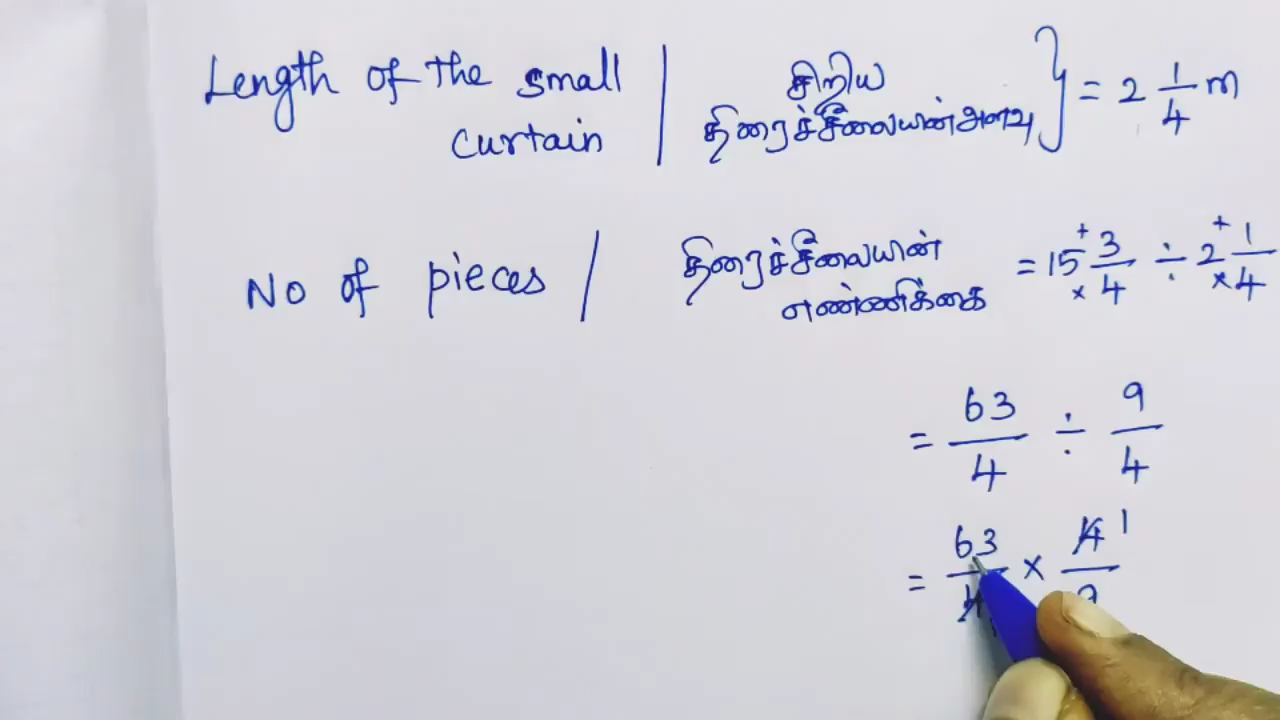 Length of the small | சிறிய } = 2 1/4 m
curtain | திரைச்சீலையின் அளவு
No of pieces / திரைச்சீலையின் = 15 3/4 ÷ 2 1/4
எண்ணிக்கை
+ × + ×
= 63/4 ÷ 9/4
= 63/4 × 4/9 1